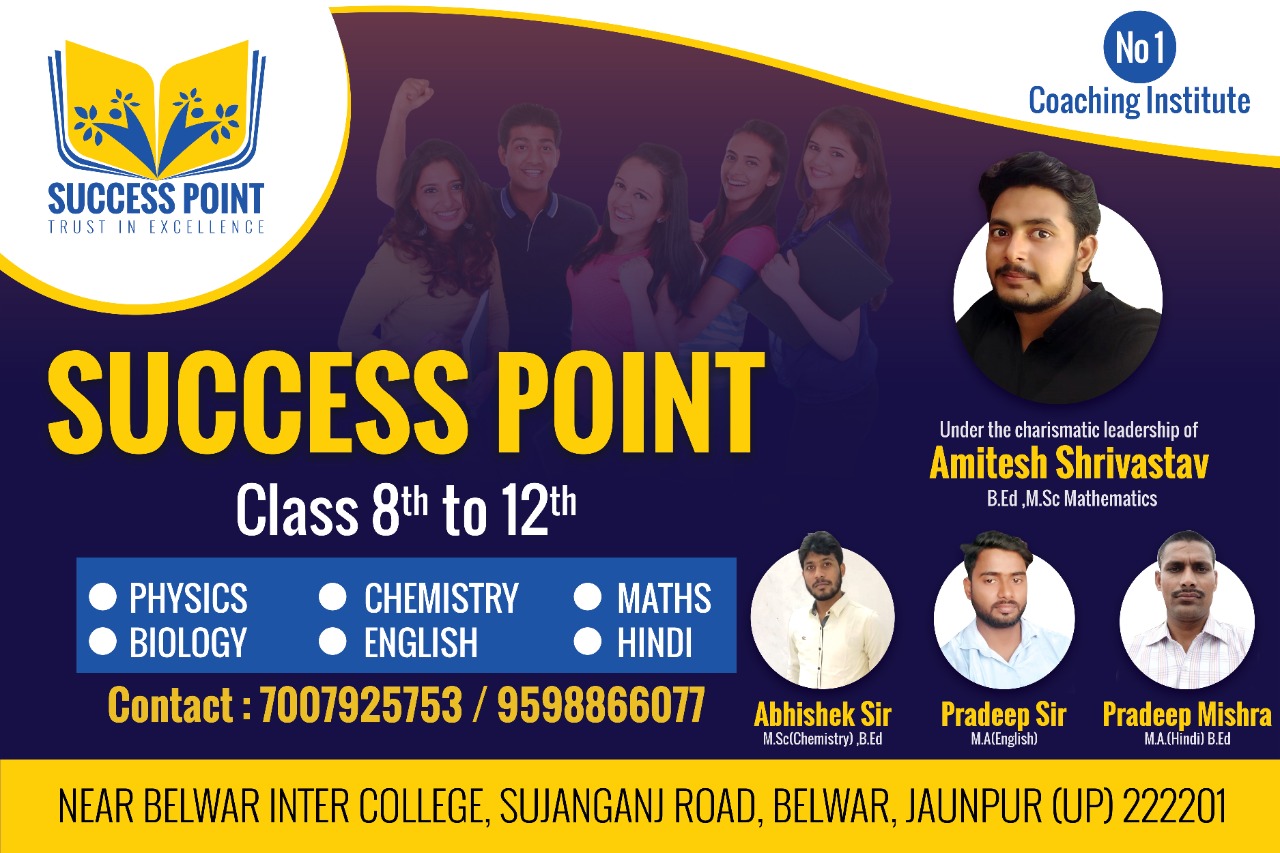 SUCCESS POINT
TRUST IN EXCELLENCE
No 1
Coaching Institute
SUCCESS POINT
Class 8th to 12th
PHYSICS
CHEMISTRY
MATHS
BIOLOGY
ENGLISH
HINDI
Contact : 7007925753 / 9598866077
Under the charismatic leadership of
Amitesh Shrivastav
B.Ed ,M.Sc Mathematics
Abhishek Sir
M.Sc(Chemistry) ,B.Ed
Pradeep Sir
M.A(English)
Pradeep Mishra
M.A.(Hindi) B.Ed
NEAR BELWAR INTER COLLEGE, SUJANGANJ ROAD, BELWAR, JAUNPUR (UP) 222201